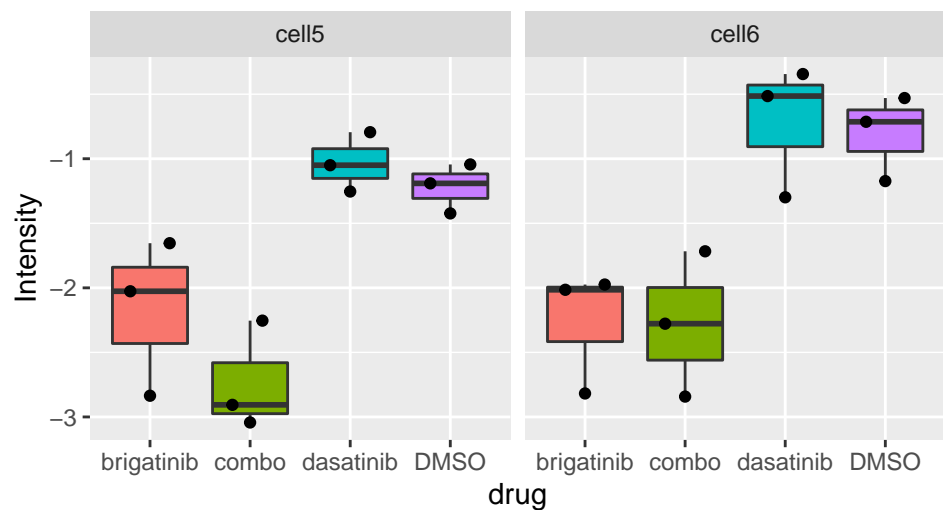 cell5 cell6
Intensity
−1
−2
−3
brigatinib combo dasatinib DMSO brigatinib combo dasatinib DMSO
drug